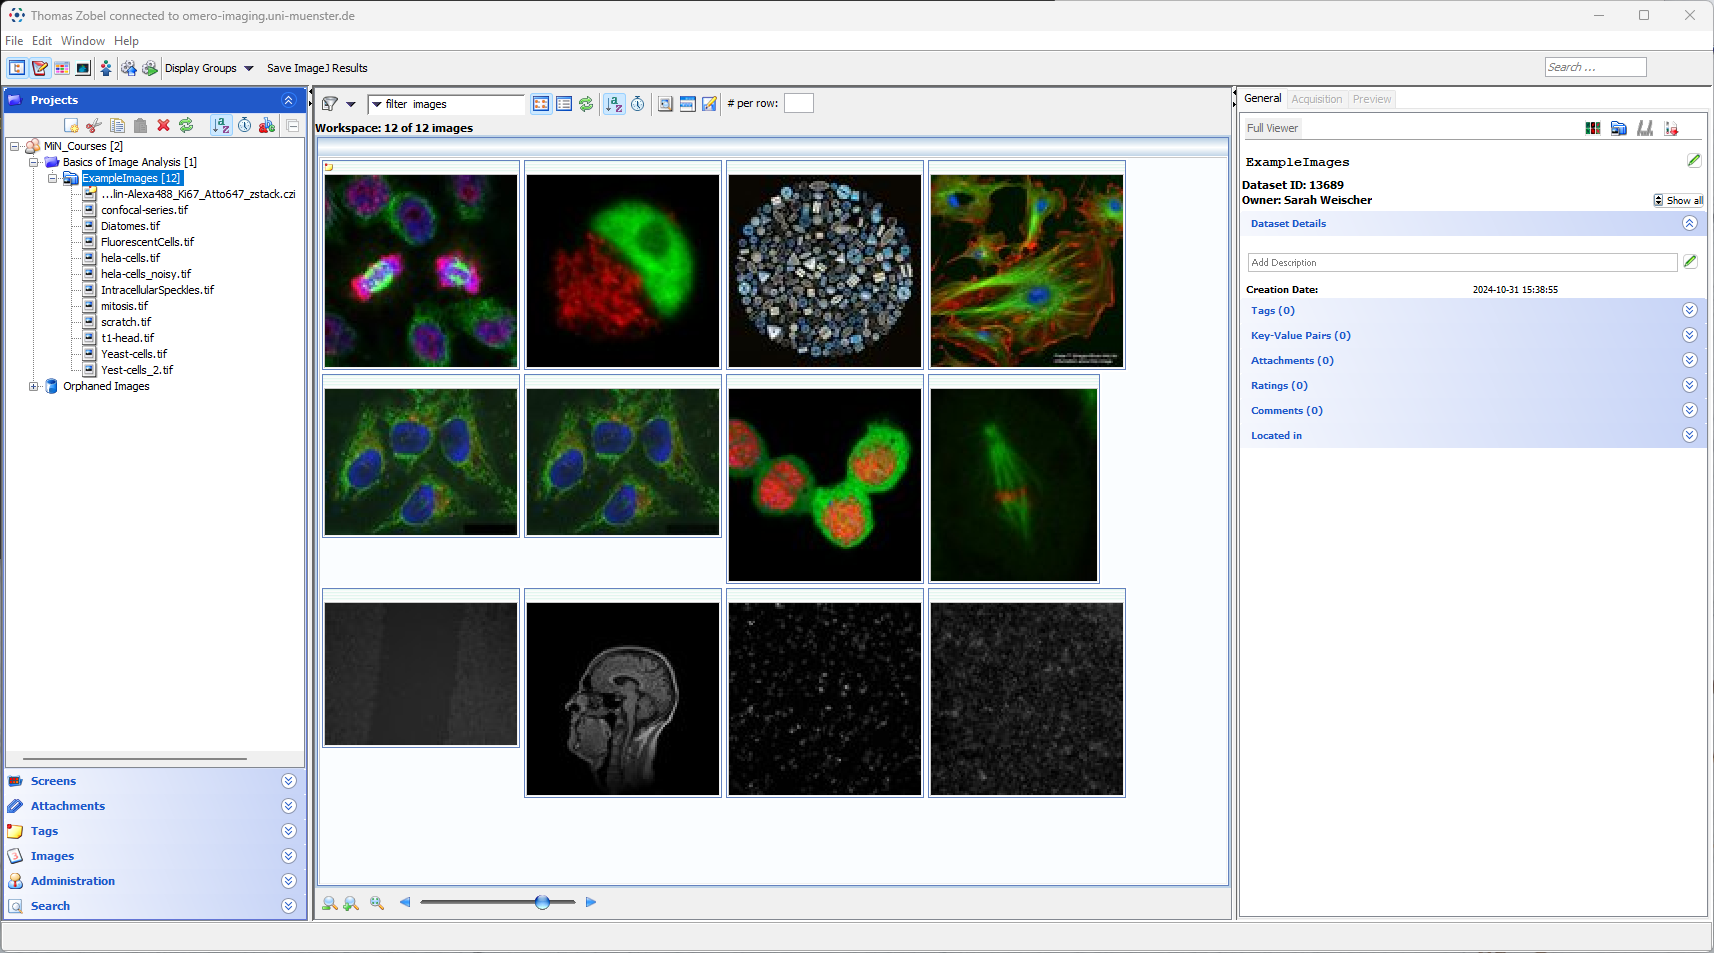 Thomas Zobel connected to omero-imaging.uni-muenster.de
File Edit Window Help
Display Groups Save ImageJ Results
Search ...
Projects
MiN_Courses [2]
Basics of Image Analysis [1]
ExampleImages [12]
...lin-Alexa488_Ki67_Atto647_zstack.czi
confocal-series.tif
Diatomes.tif
FluorescentCells.tif
hela-cells.tif
hela-cells_noisy.tif
IntracellularSpeckles.tif
mitosis.tif
scratch.tif
t1-head.tif
Yeast-cells.tif
Yest-cells_2.tif
Orphaned Images
Screens
Attachments
Tags
Images
Administration
Search
filter images
# per row:
Workspace: 12 of 12 images
General Acquisition Preview
Full Viewer
ExampleImages
Dataset ID: 13689
Owner: Sarah Weischer
Show all
Dataset Details
Add Description
Creation Date: 2024-10-31 15:38:55
Tags (0)
Key-Value Pairs (0)
Attachments (0)
Ratings (0)
Comments (0)
Located in